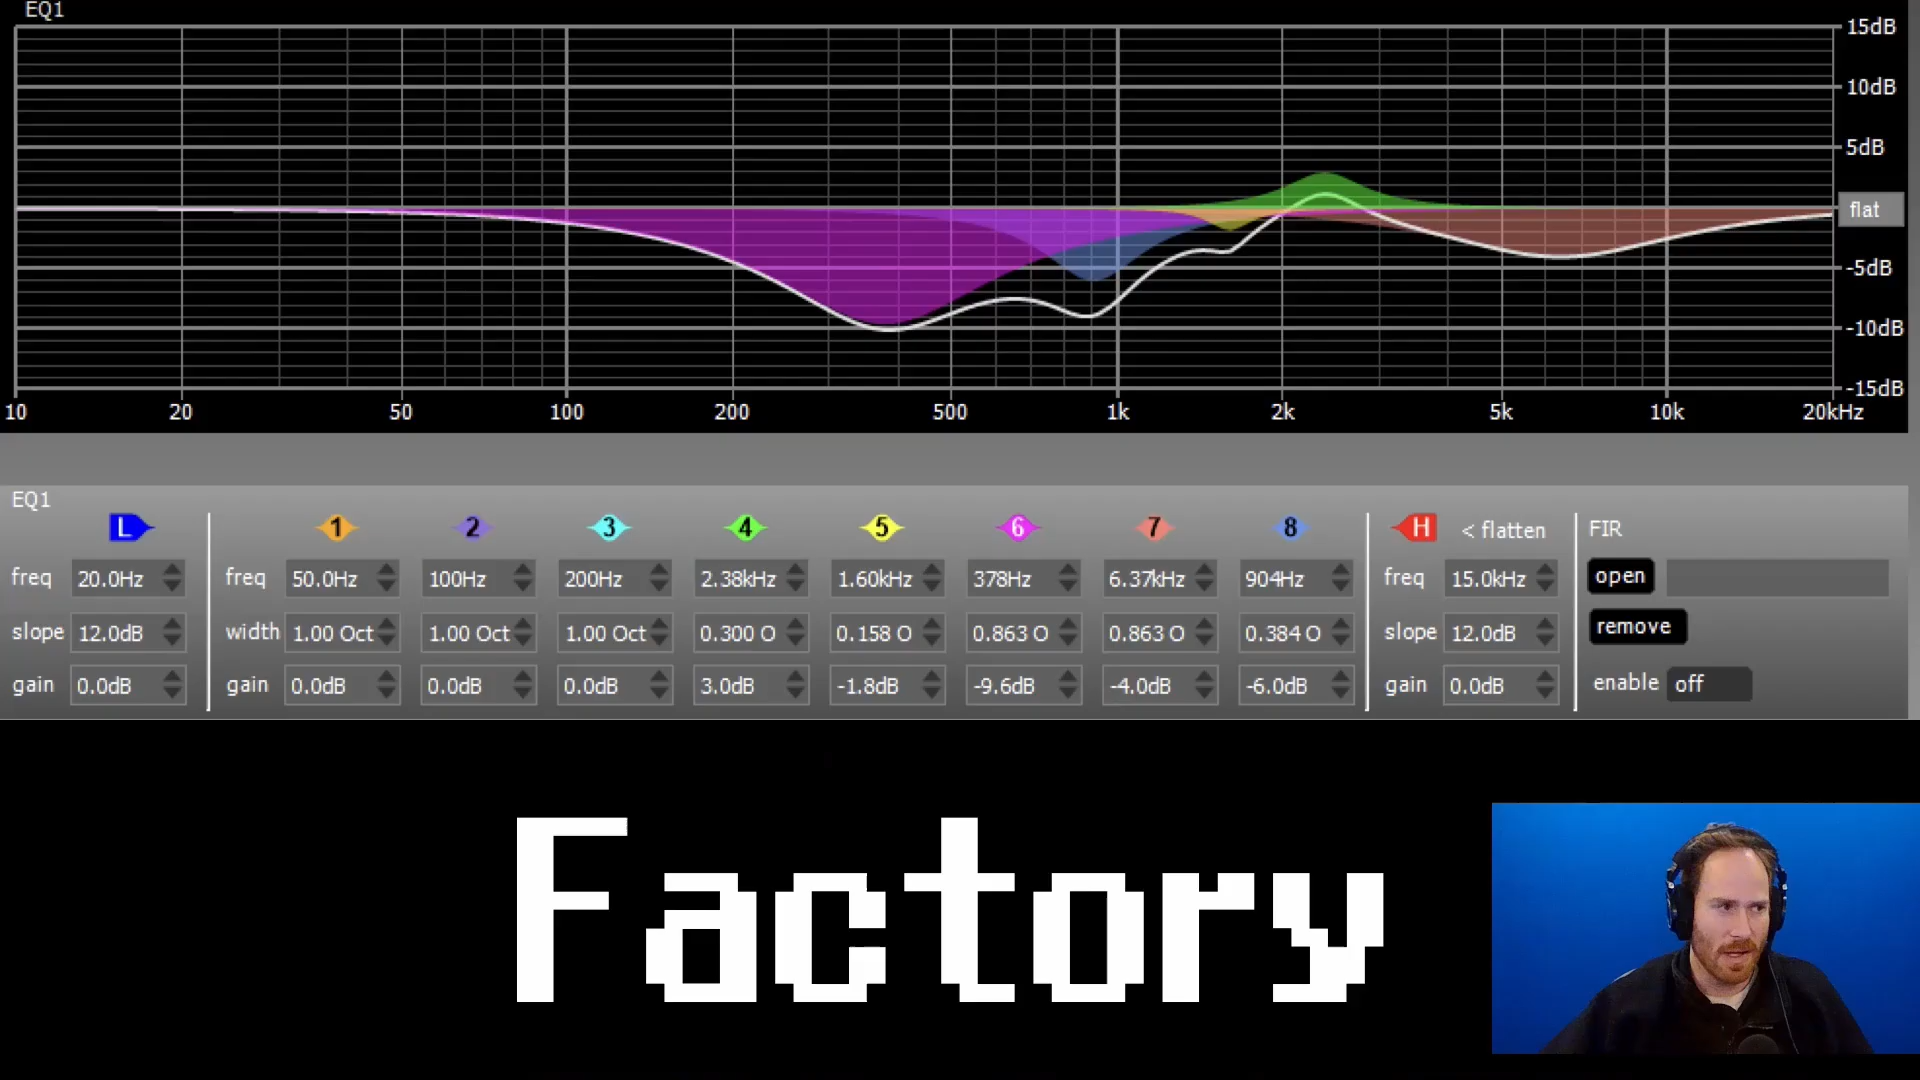 EQ1
15dB
10dB
5dB
flat
-5dB
-10dB
-15dB
10 20 50 100 200 500 1k 2k 5k 10k 20kHz
EQ1
L 1 2 3 4 5 6 7 8 H < flatten FIR
freq 20.0Hz freq 50.0Hz 100Hz 200Hz 2.38kHz 1.60kHz 378Hz 6.37kHz 904Hz freq 15.0kHz open
slope 12.0dB width 1.00 Oct 1.00 Oct 1.00 Oct 0.300 O 0.158 O 0.863 O 0.863 O 0.384 O slope 12.0dB remove
gain 0.0dB gain 0.0dB 0.0dB 0.0dB 3.0dB -1.8dB -9.6dB -4.0dB -6.0dB gain 0.0dB enable off
Factory